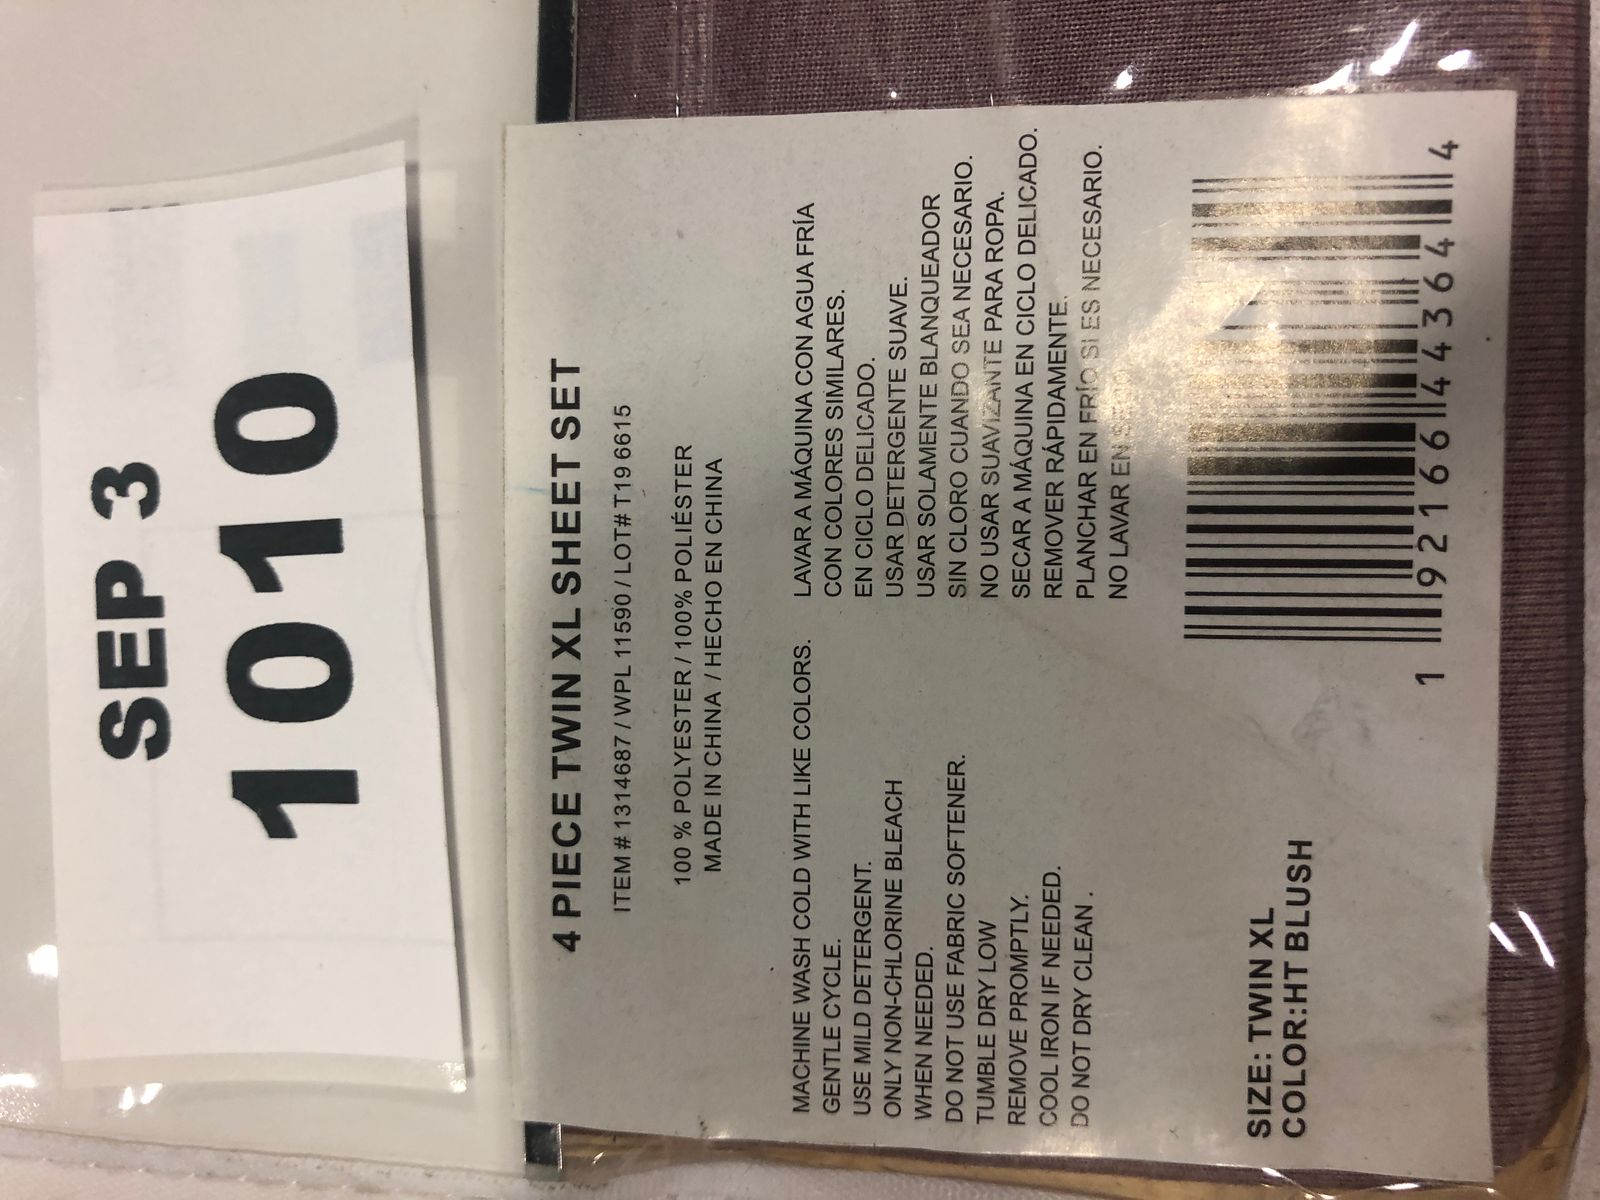 SEP 3
1010
4 PIECE TWIN XL SHEET SET
ITEM # 1314687 / WPL 11590 / LOT# T19 6615
100 % POLYESTER / 100% POLIÉSTER
MADE IN CHINA / HECHO EN CHINA
MACHINE WASH COLD WITH LIKE COLORS.
GENTLE CYCLE.
USE MILD DETERGENT.
ONLY NON-CHLORINE BLEACH
WHEN NEEDED.
DO NOT USE FABRIC SOFTENER.
TUMBLE DRY LOW
REMOVE PROMPTLY.
COOL IRON IF NEEDED.
DO NOT DRY CLEAN .
LAVAR A MÁQUINA CON AGUA FRÍA
CON COLORES SIMILARES.
EN CICLO DELICADO.
USAR DETERGENTE SUAVE.
USAR SOLAMENTE BLANQUEADOR
SIN CLORO CUANDO SEA NECESARIO.
NO USAR SUAVIZANTE PARA ROPA.
SECAR A MÁQUINA EN CICLO DELICADO.
REMOVER RÁPIDAMENTE.
PLANCHAR EN FRÍO SI ES NECESARIO.
NO LAVAR EN
SIZE: TWIN XL
COLOR:HT BLUSH
1 92166 44364 4